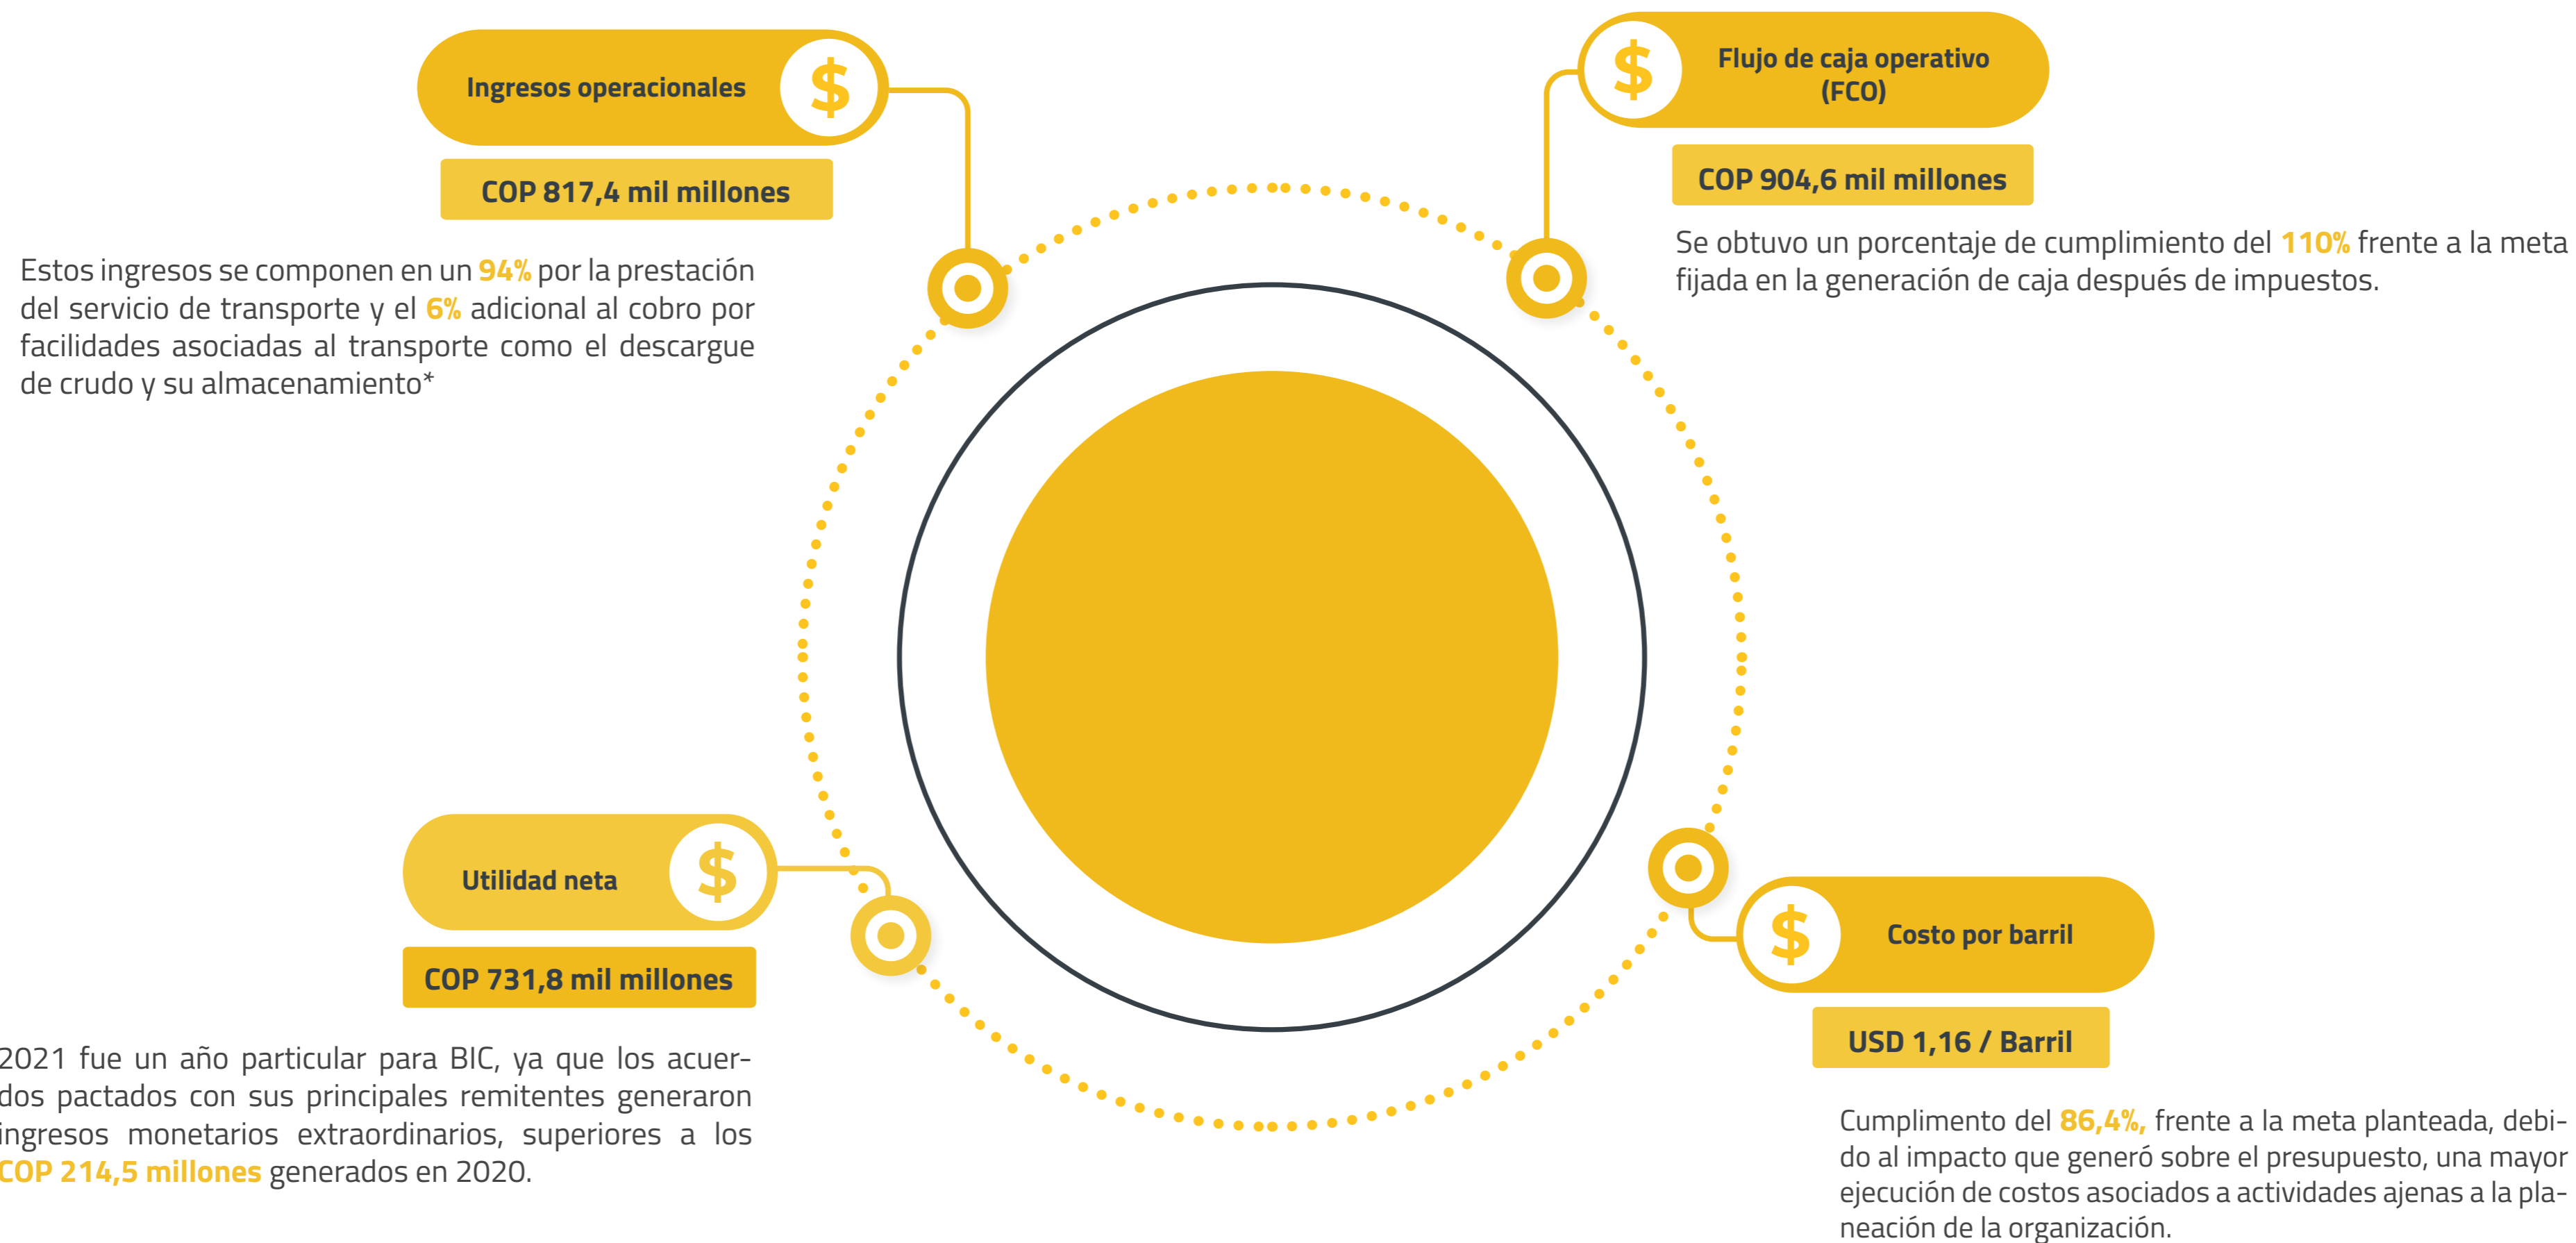 Ingresos operacionales
$
COP 817,4 mil millones
Estos ingresos se componen en un 94% por la prestación
del servicio de transporte y el 6% adicional al cobro por
facilidades asociadas al transporte como el descargue
de crudo y su almacenamiento*
$
Flujo de caja operativo
(FCO)
COP 904,6 mil millones
Se obtuvo un porcentaje de cumplimiento del 110% frente a la meta
fijada en la generación de caja después de impuestos.
Utilidad neta
$
COP 731,8 mil millones
2021 fue un año particular para BIC, ya que los acuer-
dos pactados con sus principales remitentes generaron
ingresos monetarios extraordinarios, superiores a los
COP 214,5 millones generados en 2020.
$
Costo por barril
USD 1,16 / Barril
Cumplimento del 86,4%, frente a la meta planteada, debi-
do al impacto que generó sobre el presupuesto, una mayor
ejecución de costos asociados a actividades ajenas a la pla-
neación de la organización.